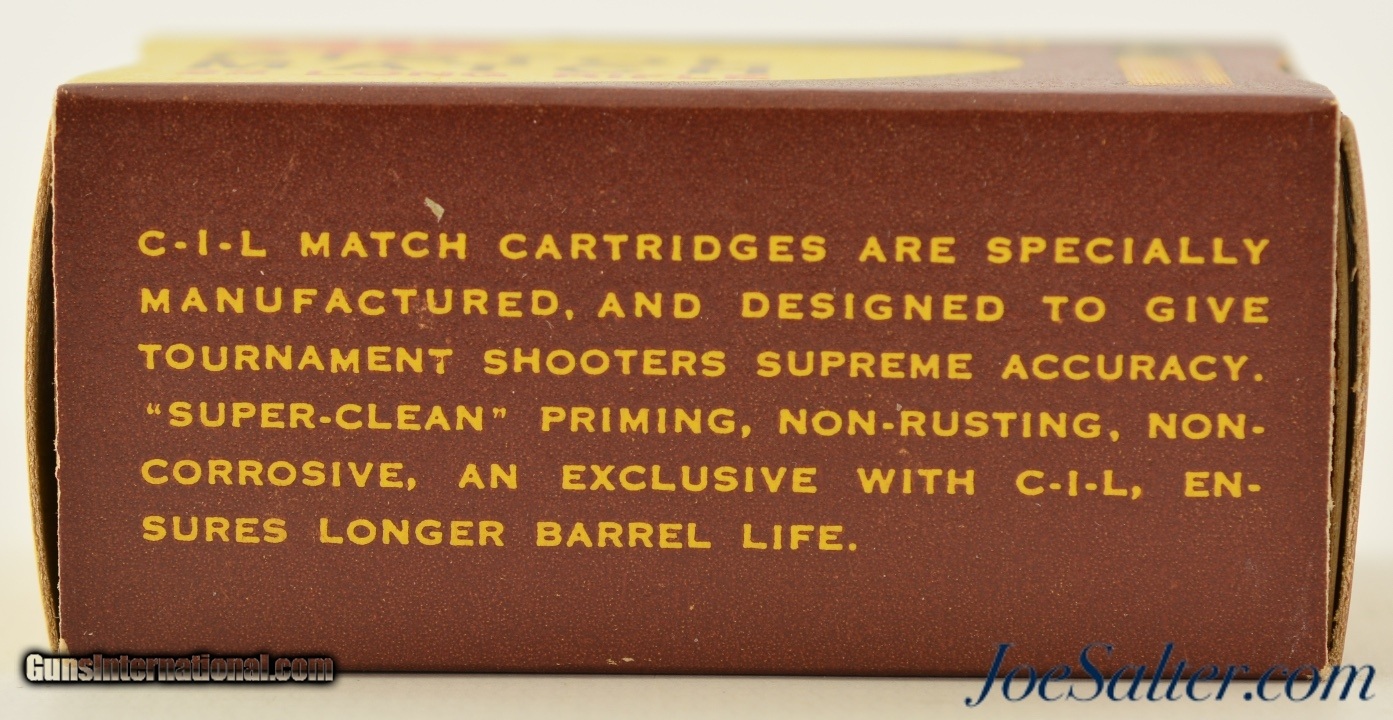 MATCH
C-I-L MATCH CARTRIDGES ARE SPECIALLY
MANUFACTURED, AND DESIGNED TO GIVE
TOURNAMENT SHOOTERS SUPREME ACCURACY.
“SUPER-CLEAN” PRIMING, NON-RUSTING, NON-
CORROSIVE, AN EXCLUSIVE WITH C-I-L, EN-
SURES LONGER BARREL LIFE.
GunsInternational.com
JoeSalter.com